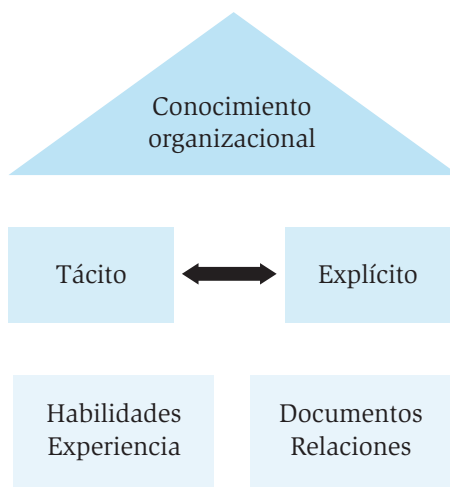 Conocimiento
organizacional
Tácito
Explícito
Habilidades
Experiencia
Documentos
Relaciones